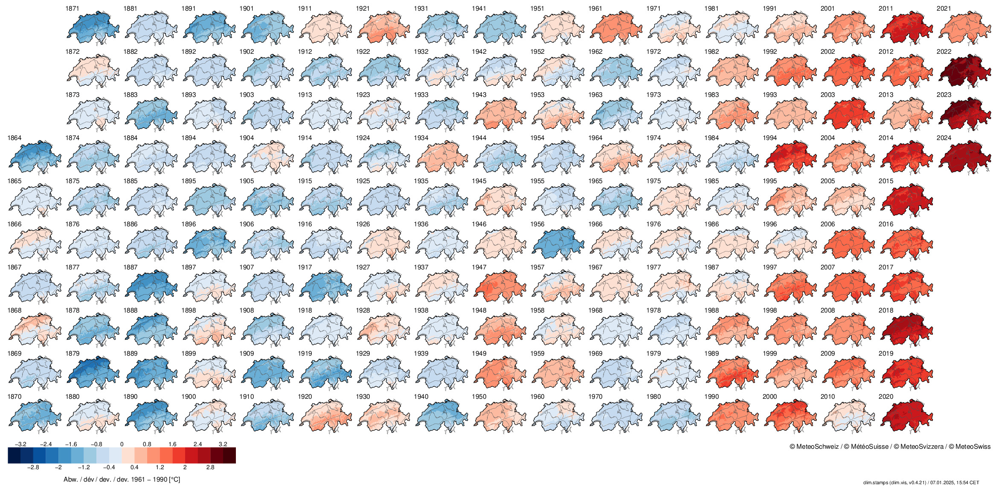 1871 1881 1891 1901 1911 1921 1931 1941 1951 1961 1971 1981 1991 2001 2011 2021
1872 1882 1892 1902 1912 1922 1932 1942 1952 1962 1972 1982 1992 2002 2012 2022
1873 1883 1893 1903 1913 1923 1933 1943 1953 1963 1973 1983 1993 2003 2013 2023
1864 1874 1884 1894 1904 1914 1924 1934 1944 1954 1964 1974 1984 1994 2004 2014 2024
3.
1865 1875 1885 1895 1905 1915 1925 1935 1945 1955 1965 1975 1985 1995 2005 2015
1866 1876 1886 1896 1906 1916 1926 1936 1946 1956 1966 1976 1986 1996 2006 2016
1867 1877 1887 1897 1907 1917 1927 1937 1947 1957 1967 1977 1987 1997 2007 2017
1868 1878 1888 1898 1908 1918 1928 1938 1948 1958 1968 1978 1988 1998 2008 2018
1869 1879 1889 1899 1909 1919 1929 1939 1949 1959 1969 1979 1989 1999 2009 2019
1870 1880 1890 1900 1910 1920 1930 1940 1950 1960 1970 1980 1990 2000 2010 2020
−3.2 −2.4 −1.6 −0.8 0 0.8 1.6 2.4 3.2
−2.8 −2 −1.2 −0.4 0.4 1.2 2 2.8
Abw. / dév / dev. / dev. 1961 − 1990 [°C]
© MeteoSchweiz / © MétéoSuisse / © MeteoSvizzera / © MeteoSwiss
clim.stamps (clim.vis, v0.4.21) / 07.01.2025, 15:54 CET